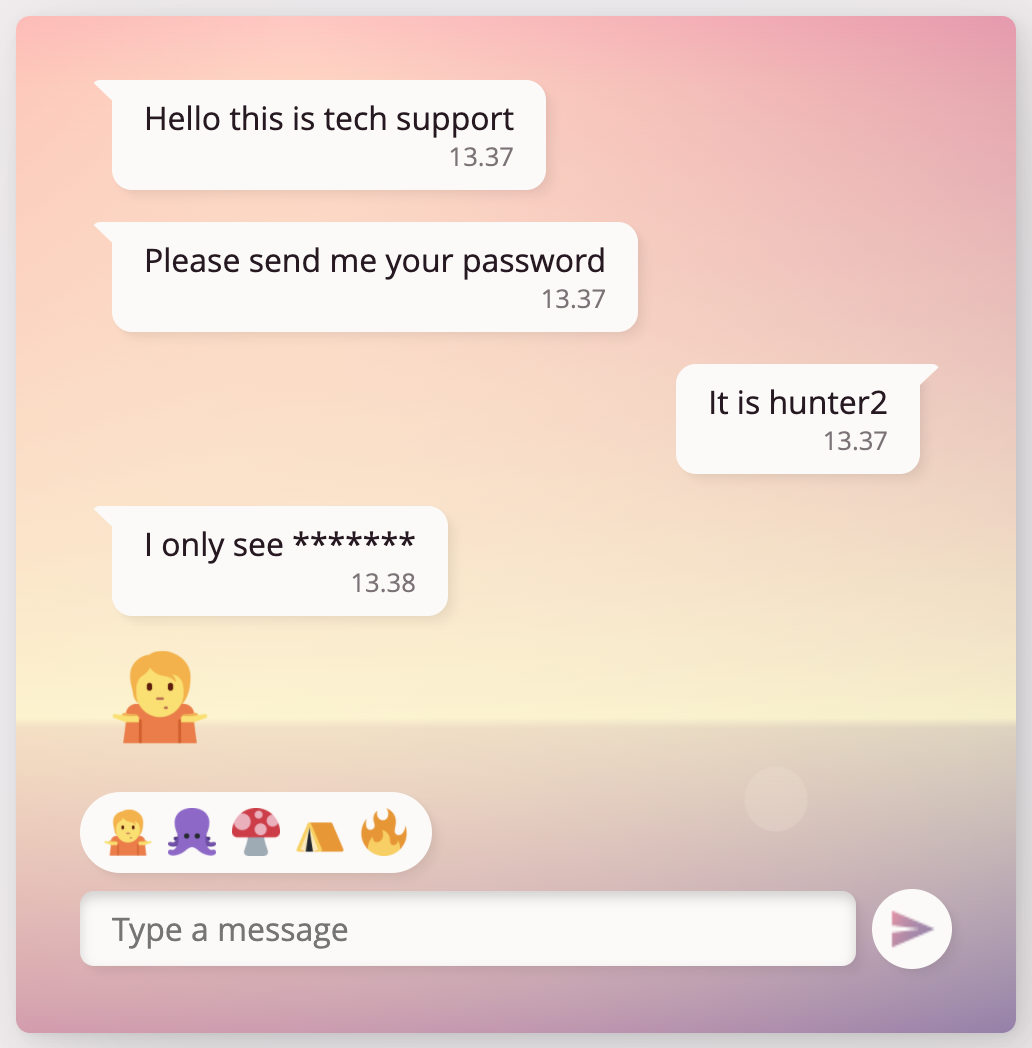 Hello this is tech support
13.37
Please send me your password
13.37
It is hunter2
13.37
I only see *******
13.38
Type a message